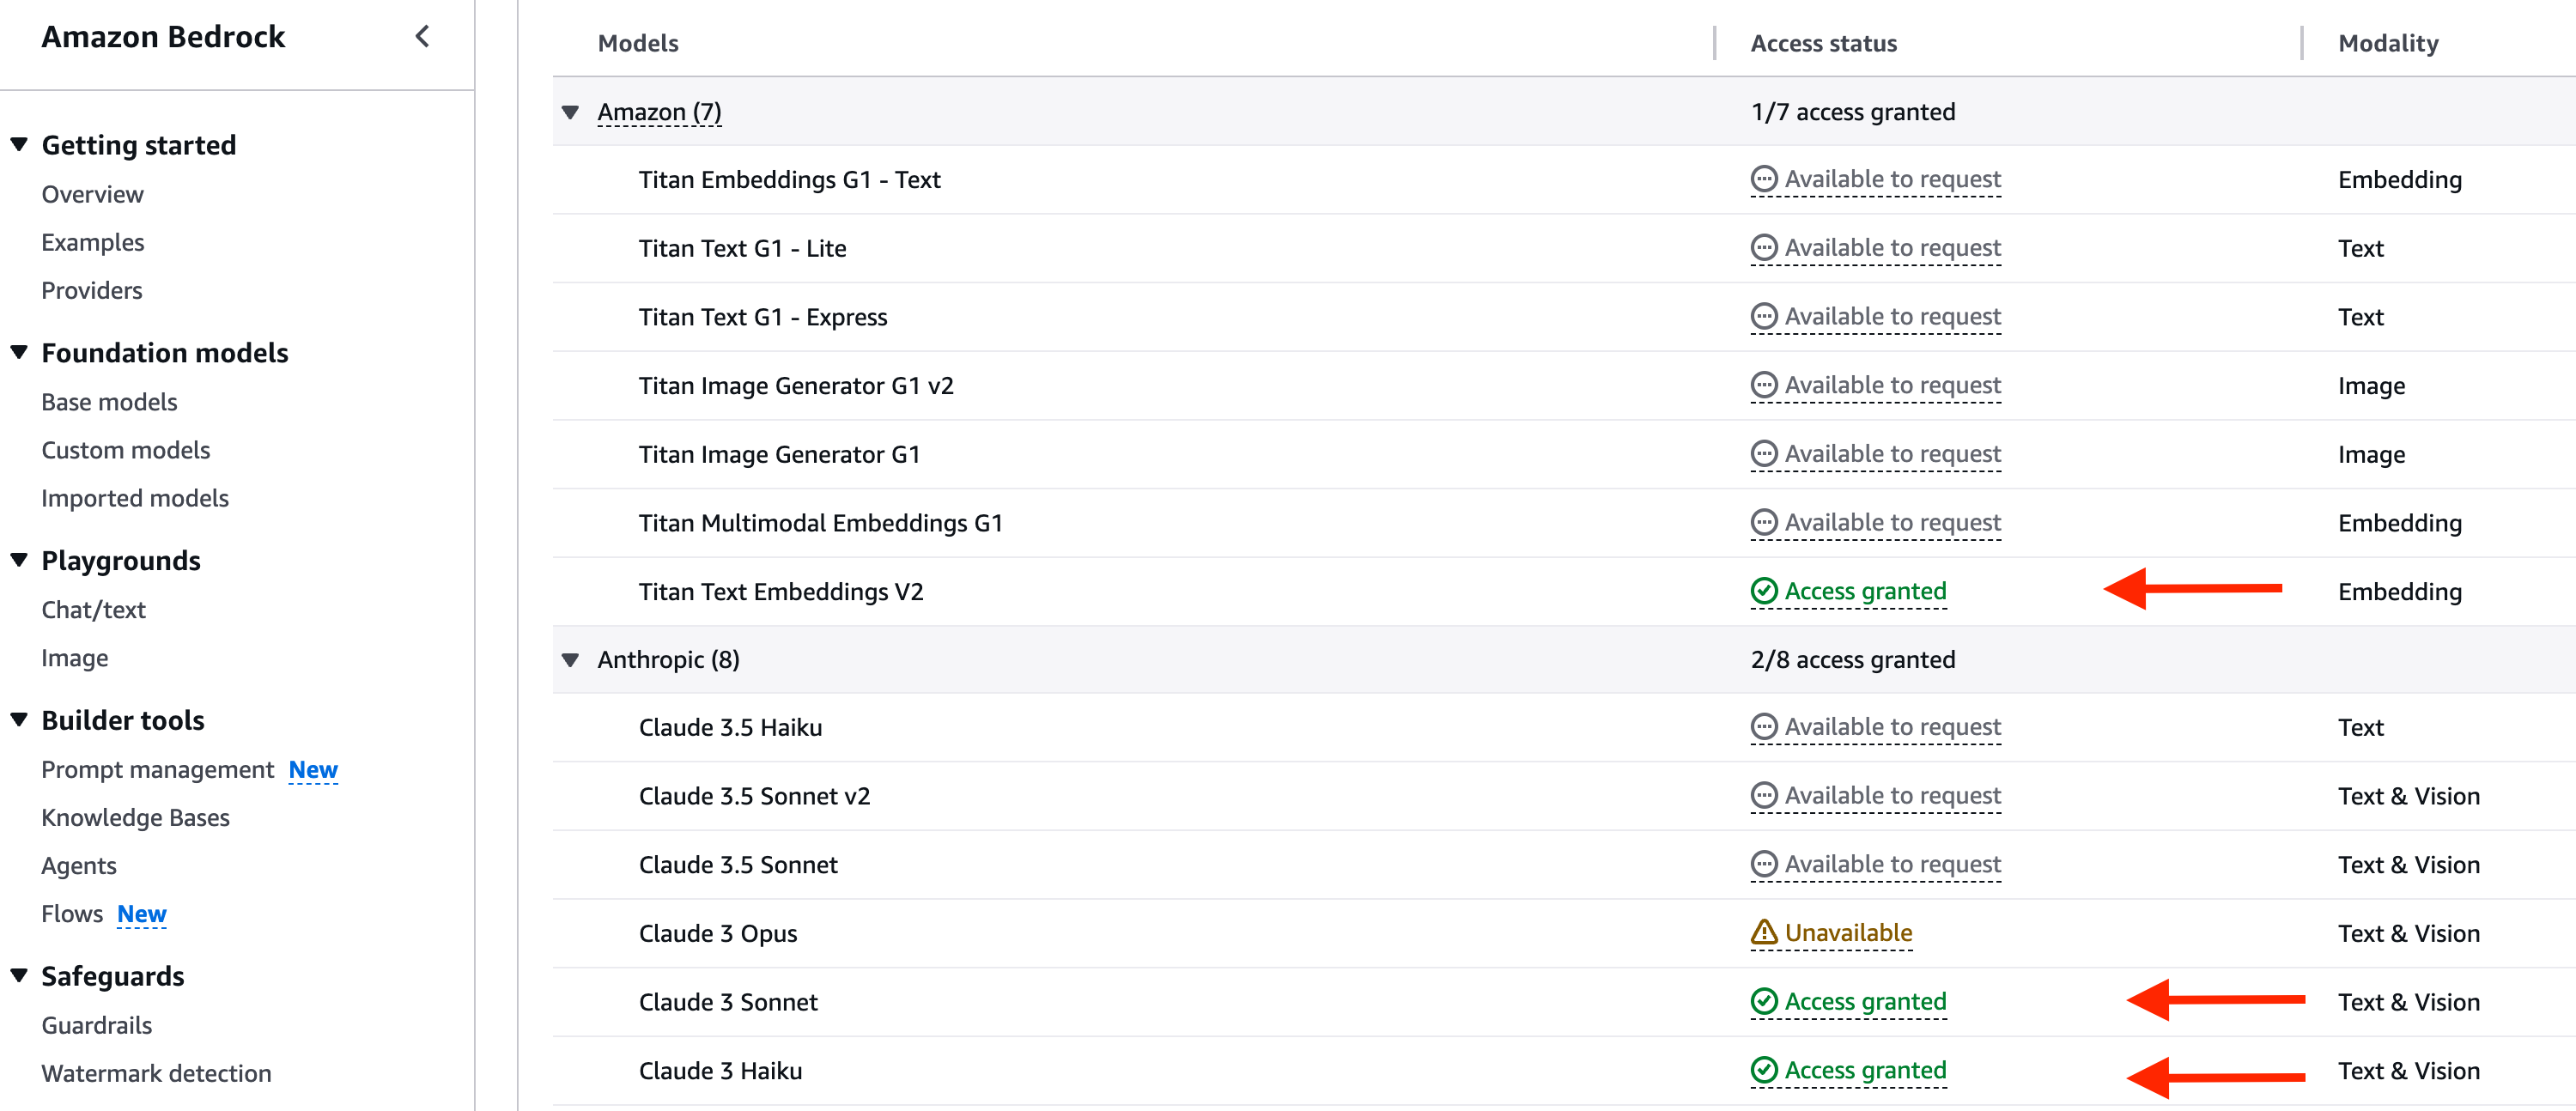 Amazon Bedrock
Getting started
Overview
Examples
Providers
Foundation models
Base models
Custom models
Imported models
Playgrounds
Chat/text
Image
Builder tools
Prompt management New
Knowledge Bases
Agents
Flows New
Safeguards
Guardrails
Watermark detection
Models Access status Modality
Amazon (7) 1/7 access granted
Titan Embeddings G1 - Text Available to request Embedding
Titan Text G1 - Lite Available to request Text
Titan Text G1 - Express Available to request Text
Titan Image Generator G1 v2 Available to request Image
Titan Image Generator G1 Available to request Image
Titan Multimodal Embeddings G1 Available to request Embedding
Titan Text Embeddings V2 Access granted Embedding
Anthropic (8) 2/8 access granted
Claude 3.5 Haiku Available to request Text
Claude 3.5 Sonnet v2 Available to request Text & Vision
Claude 3.5 Sonnet Available to request Text & Vision
Claude 3 Opus Unavailable Text & Vision
Claude 3 Sonnet Access granted Text & Vision
Claude 3 Haiku Access granted Text & Vision